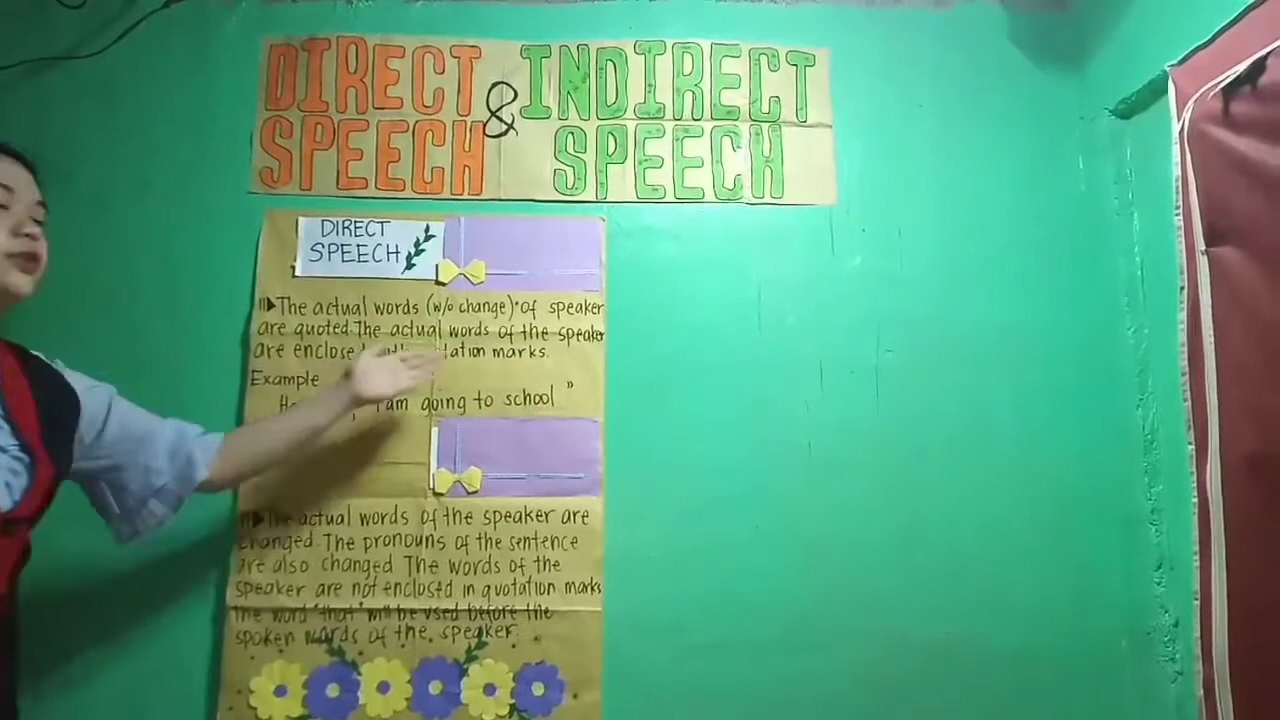 DIRECT & INDIRECT
SPEECH SPEECH
DIRECT
SPEECH
The actual words (w/o change) of speaker
are quoted. The actual words of the speaker
are enclosed marks.
Example
I am going to school"
The actual words of the speaker are
changed. The pronouns of the sentence
are also changed The words of the
speaker are not enclosed in quotation marks
The word "that" will be used before the
spoken words of the speaker.